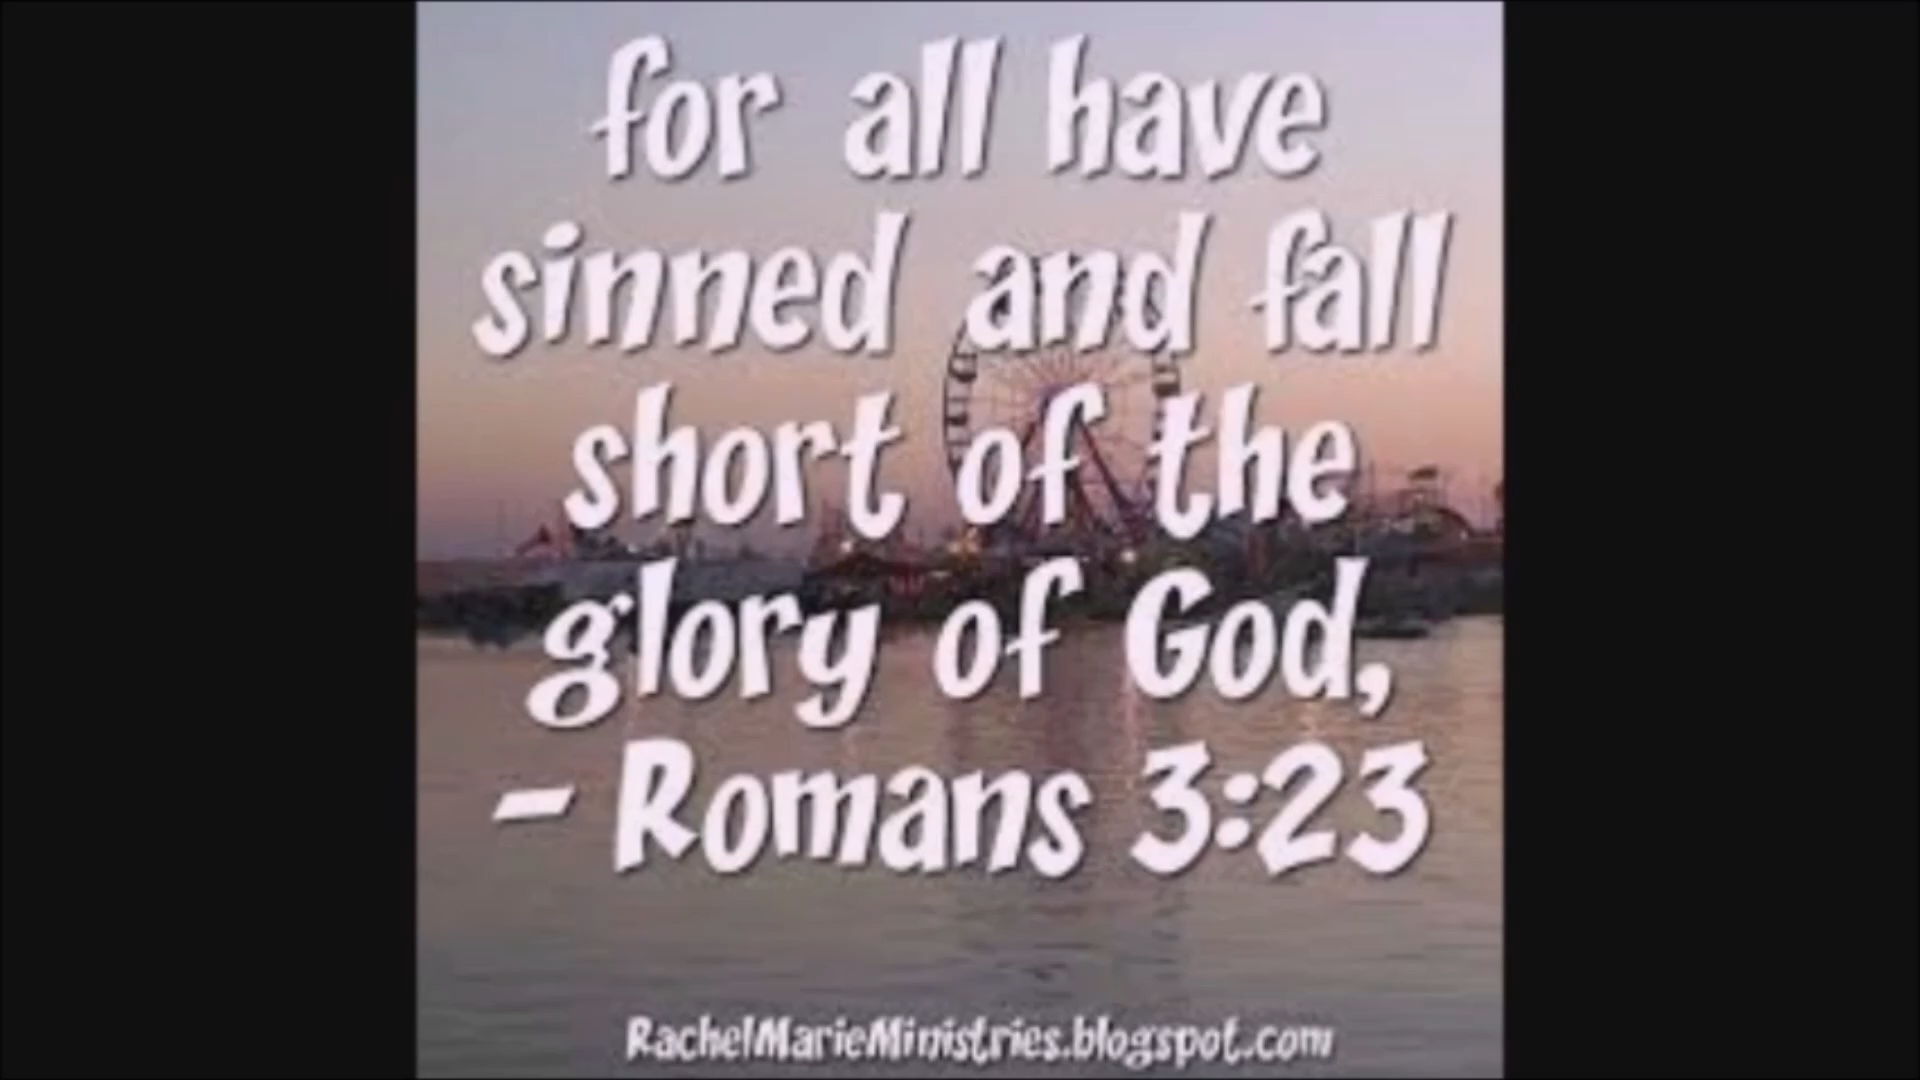 for all have
sinned and fall
short of the
glory of God,
- Romans 3:23
RachelMarieMinistries.blogspot.com